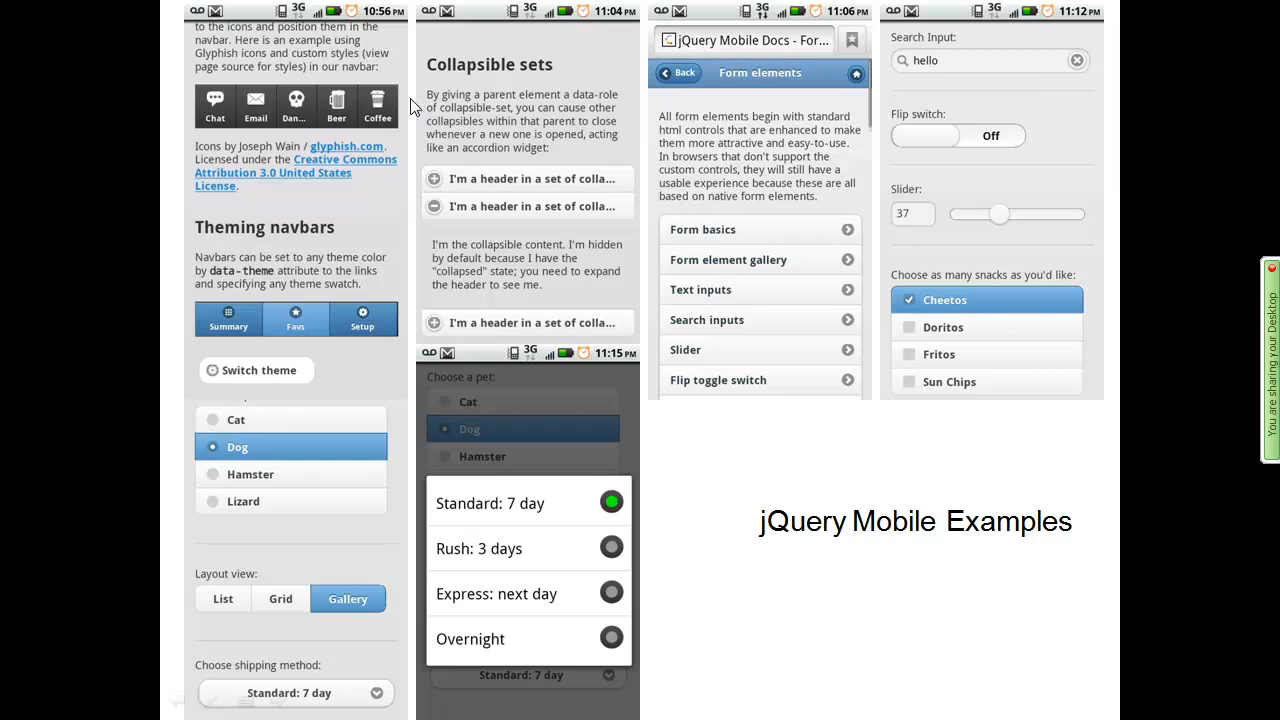 3G 10:56 PM
to the icons and position them in the
navbar. Here is an example using
Glyphish icons and custom styles (view
page source for styles) in our navbar:
Chat Email Dan... Beer Coffee
Icons by Joseph Wain / glyphish.com.
Licensed under the Creative Commons
Attribution 3.0 United States
License.
Theming navbars
Navbars can be set to any theme color
by data-theme attribute to the links
and specifying any theme swatch.
Summary Favs Setup
Switch theme
Cat
Dog
Hamster
Lizard
Layout view:
List Grid Gallery
Choose shipping method:
Standard: 7 day
3G 11:04 PM
Collapsible sets
By giving a parent element a data-role
of collapsible-set, you can cause other
collapsibles within that parent to close
whenever a new one is opened, acting
like an accordion widget:
I'm a header in a set of colla...
I'm a header in a set of colla...
I'm the collapsible content. I'm hidden
by default because I have the
"collapsed" state; you need to expand
the header to see me.
I'm a header in a set of colla...
3G 11:15 PM
Choose a pet:
Cat
Dog
Hamster
Standard: 7 day
Rush: 3 days
Express: next day
Overnight
Standard: 7 day
3G 11:06 PM
jQuery Mobile Docs - For...
Back Form elements
All form elements begin with standard
html controls that are enhanced to make
them more attractive and easy-to-use.
In browsers that don't support the
custom controls, they will still have a
usable experience because these are all
based on native form elements.
Form basics
Form element gallery
Text inputs
Search inputs
Slider
Flip toggle switch
3G 11:12 PM
Search Input:
hello
Flip switch:
Off
Slider:
37
Choose as many snacks as you'd like:
Cheetos
Doritos
Fritos
Sun Chips
jQuery Mobile Examples
You are sharing your Desktop